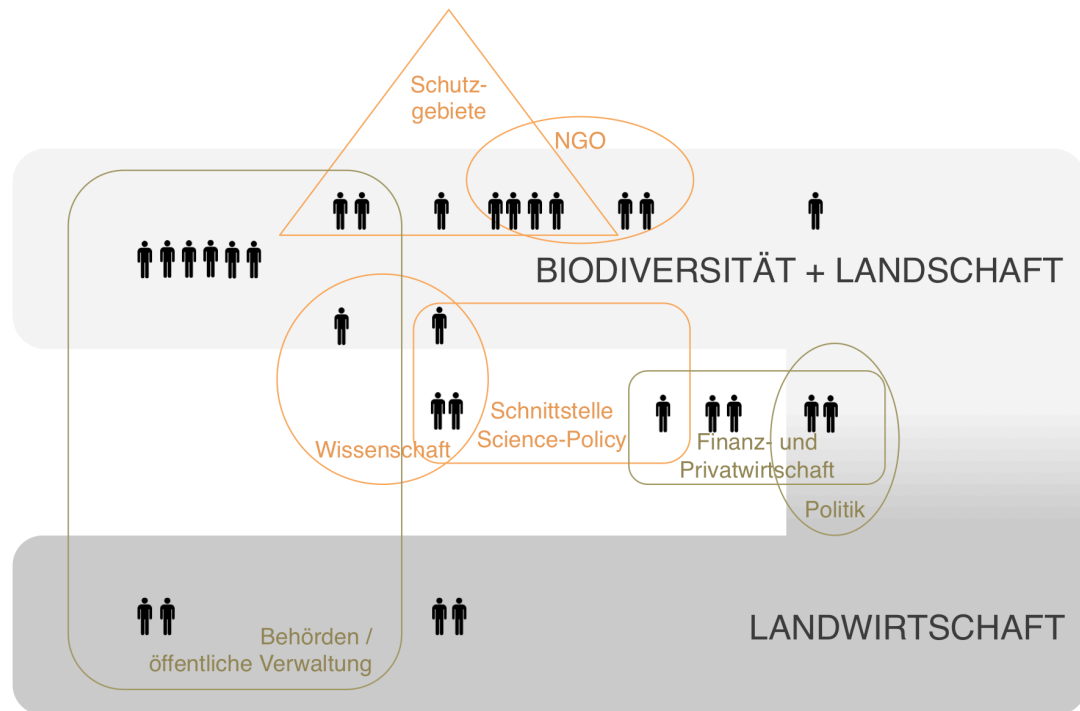 Schutz-
gebiete
NGO
BIODIVERSITÄT + LANDSCHAFT
Schnittstelle
Science-Policy
Wissenschaft
Finanz- und
Privatwirtschaft
Politik
LANDWIRTSCHAFT
Behörden /
öffentliche Verwaltung